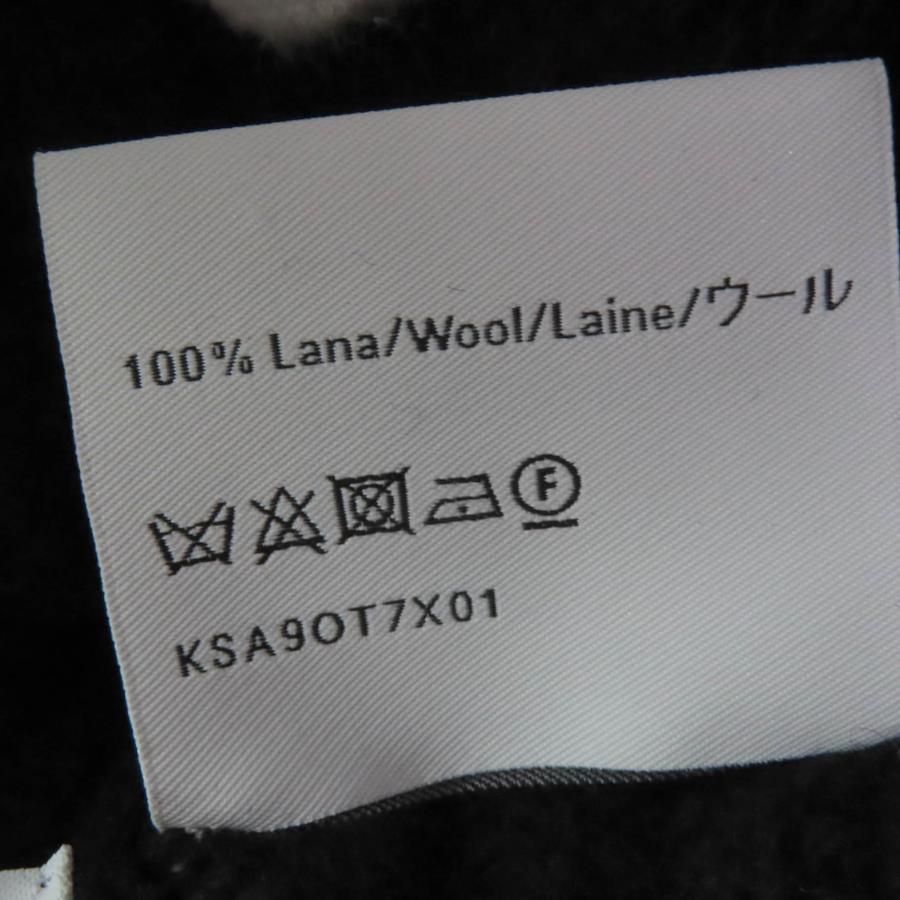 100% Lana/Wool/Laine/ウール
F
KSA9OT7X01